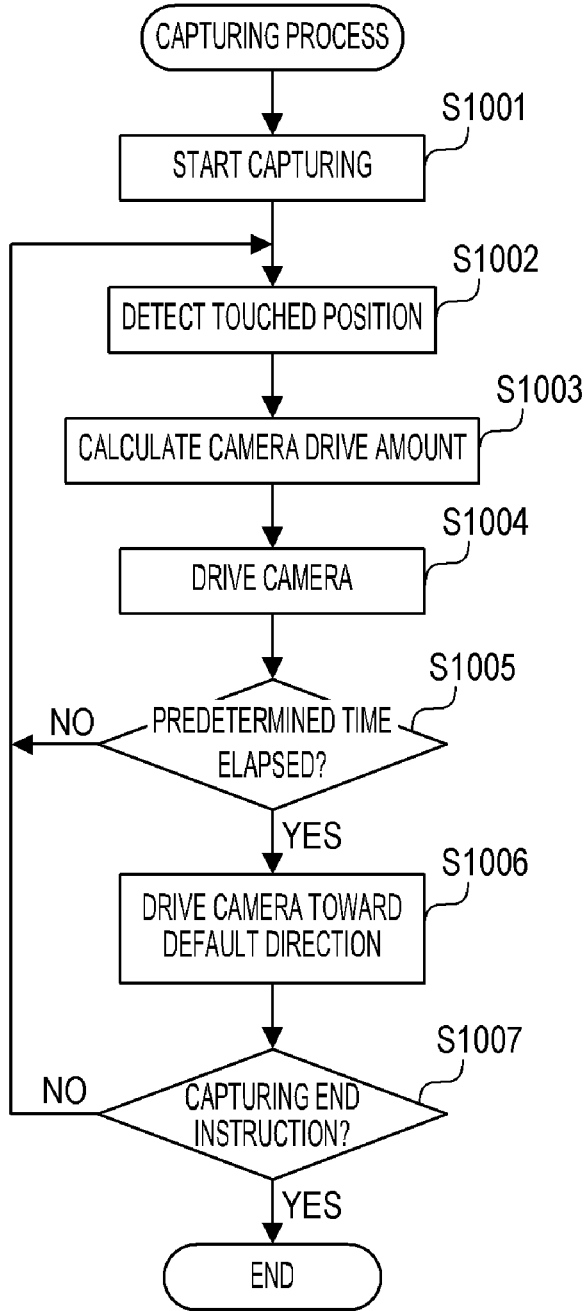 CAPTURING PROCESS
S1001
START CAPTURING
S1002
DETECT TOUCHED POSITION
S1003
CALCULATE CAMERA DRIVE AMOUNT
S1004
DRIVE CAMERA
S1005
NO
PREDETERMINED TIME
ELAPSED?
YES
S1006
DRIVE CAMERA TOWARD
DEFAULT DIRECTION
S1007
NO
CAPTURING END
INSTRUCTION?
YES
END